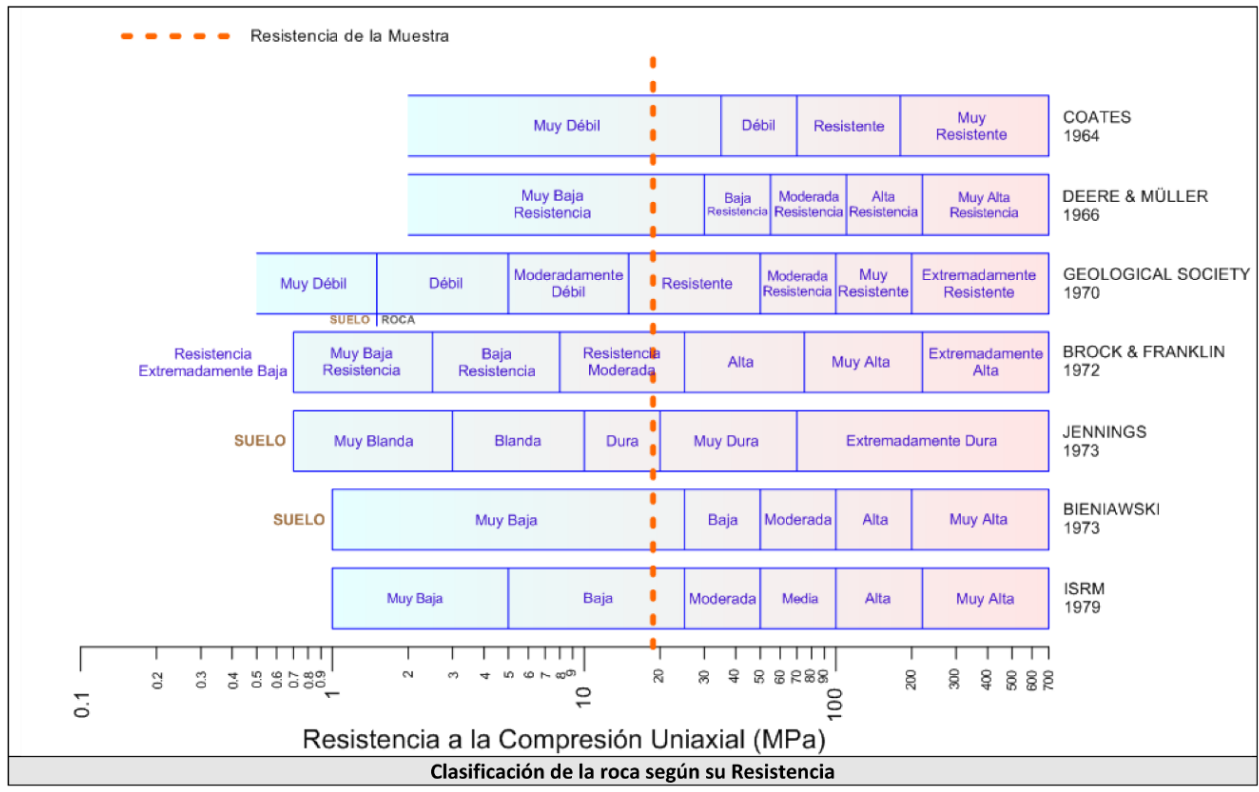 Resistencia de la Muestra
Muy Débil
Débil
Resistente
Muy
Resistente
COATES
1964
Muy Baja
Resistencia
Baja
Resistencia
Moderada
Resistencia
Alta
Resistencia
Muy Alta
Resistencia
DEERE & MÜLLER
1966
Muy Débil
Débil
Moderadamente
Débil
Resistente
Moderada
Resistencia
Muy
Resistente
Extremadamente
Resistente
GEOLOGICAL SOCIETY
1970
SUELO ROCA
Resistencia
Extremadamente Baja
Muy Baja
Resistencia
Baja
Resistencia
Resistencia
Moderada
Alta
Muy Alta
Extremadamente
Alta
BROCK & FRANKLIN
1972
SUELO
Muy Blanda
Blanda
Dura
Muy Dura
Extremadamente Dura
JENNINGS
1973
SUELO
Muy Baja
Baja
Moderada
Alta
Muy Alta
BIENIAWSKI
1973
Muy Baja
Baja
Moderada
Media
Alta
Muy Alta
ISRM
1979
0.1 0.2 0.3 0.4 0.5 0.6 0.7 0.8 0.9 1 2 3 4 5 6 7 8 9 10 20 30 40 50 60 70 80 90 100 200 300 400 500 600 700
Resistencia a la Compresión Uniaxial (MPa)
Clasificación de la roca según su Resistencia